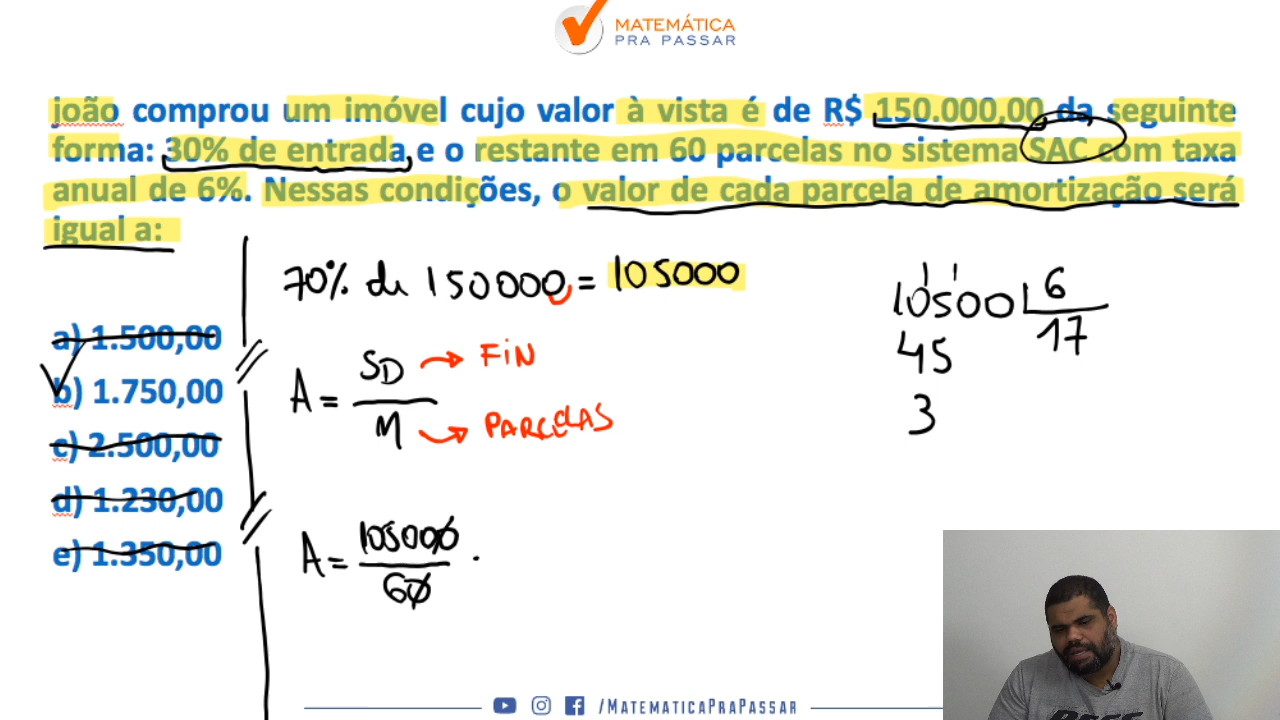 MATEMÁTICA
PRA PASSAR
joão comprou um imóvel cujo valor à vista é de R$ 150.000,00 da seguinte
forma: 30% de entrada e o restante em 60 parcelas no sistema SAC com taxa
anual de 6%. Nessas condições, o valor de cada parcela de amortização será
igual a:
70% de 150000 = 105000
10500 6
17
45
3
a) 1.500,00
b) 1.750,00
c) 2.500,00
d) 1.230,00
e) 1.350,00
A = SD → FIN
M → PARCELAS
A = 105000
60
/MATEMATICAPRAPASSAR